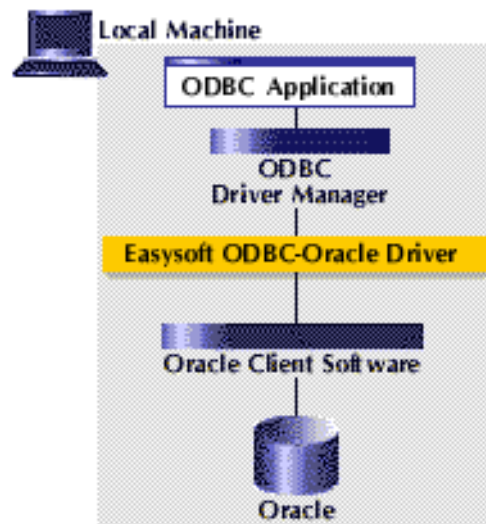 Local Machine
ODBC Application
ODBC
Driver Manager
Easysoft ODBC-Oracle Driver
Oracle Client Software
Oracle